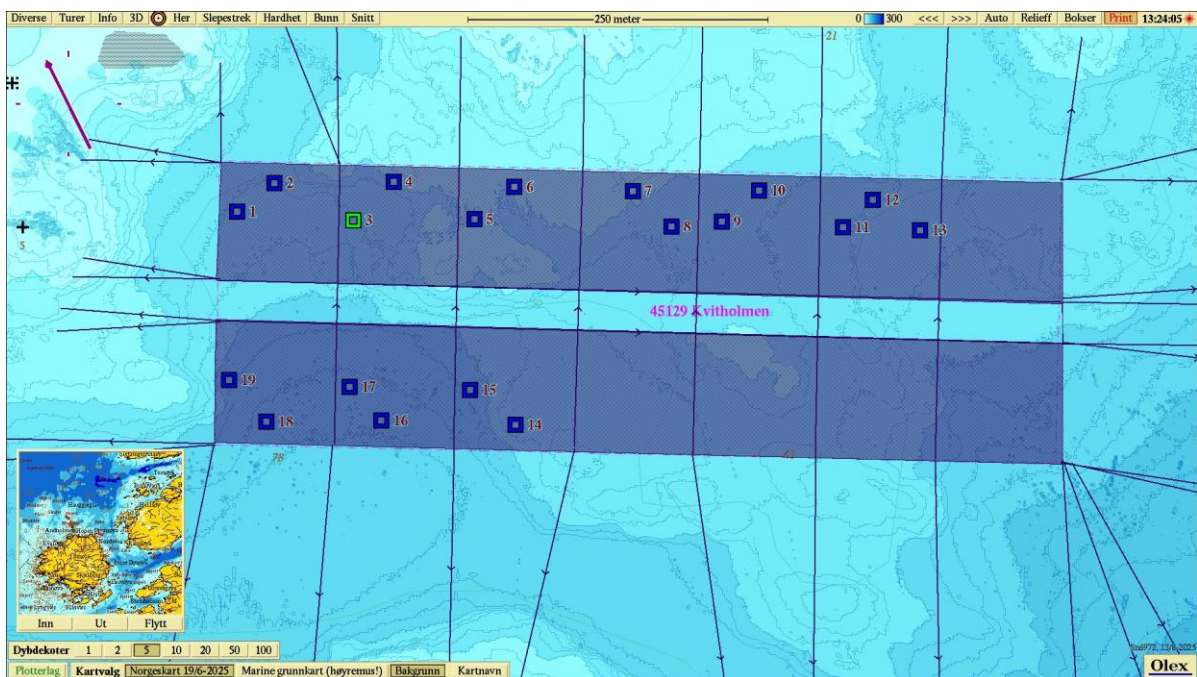 Diverse Turer Info 3D Her Slepestrek Hardhet Bunn Snitt 250 meter 0 300 <<< >>> Auto Relieff Bokser Print 13:24:05
21
2 4 6 7 10 12
1 3 5 8 9 11 13
5
45129 Kvitholmen
19 17 15
18 16 14
78
Inn Ut Flytt
Dybdekoter 1 2 5 10 20 50 100
Plotterlag Kartvalg Norgeskart 19/6-2025 Marine grunnkart (høyremus!) Bakgrunn Kartnavn
Olex